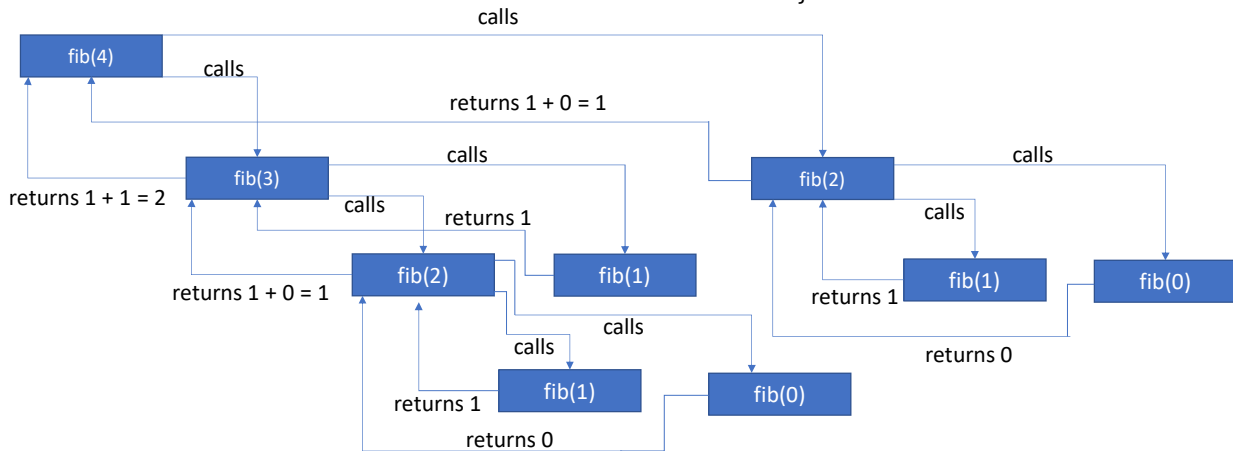 calls
fib(4)
calls
returns 1 + 0 = 1
calls
calls
fib(3)
fib(2)
returns 1 + 1 = 2
calls
returns 1
calls
fib(2)
fib(1)
fib(1)
fib(0)
returns 1 + 0 = 1
returns 1
calls
calls
returns 0
fib(1)
fib(0)
returns 1
returns 0